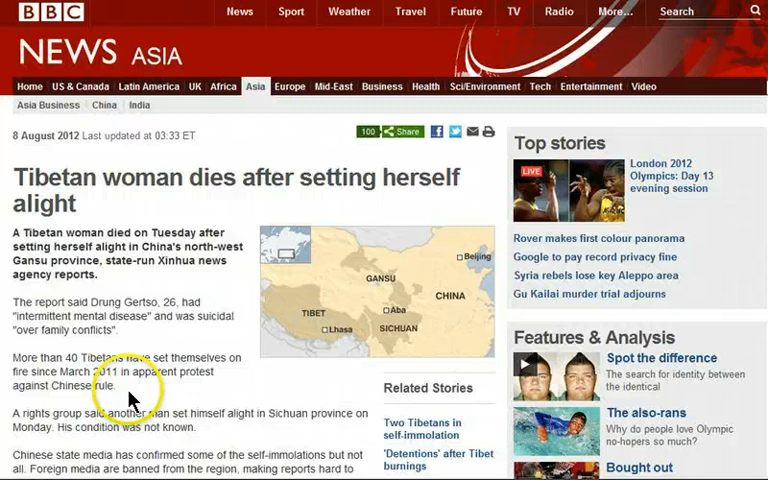 BBC News Sport Weather Travel Future TV Radio More... Search
NEWS ASIA
Home US & Canada Latin America UK Africa Asia Europe Mid-East Business Health Sci/Environment Tech Entertainment Video
Asia Business China India
8 August 2012 Last updated at 03:33 ET
100 Share
Tibetan woman dies after setting herself
alight
A Tibetan woman died on Tuesday after
setting herself alight in China's north-west
Gansu province, state-run Xinhua news
agency reports.
The report said Drung Gertso, 26, had
"intermittent mental disease" and was suicidal
"over family conflicts".
More than 40 Tibetans have set themselves on
fire since March 2011 in apparent protest
against Chinese rule.
A rights group said another man set himself alight in Sichuan province on
Monday. His condition was not known.
Chinese state media has confirmed some of the self-immolations but not
all. Foreign media are banned from the region, making reports hard to
Beijing
GANSU
CHINA
TIBET
Aba
Lhasa
SICHUAN
Related Stories
Two Tibetans in
self-immolation
'Detentions' after Tibet
burnings
Top stories
LIVE
London 2012
Olympics: Day 13
evening session
Rover makes first colour panorama
Google to pay record privacy fine
Syria rebels lose key Aleppo area
Gu Kailai murder trial adjourns
Features & Analysis
Spot the difference
The search for identity between
the identical
The also-rans
Why do people love Olympic
no-hopers so much?
Bought out